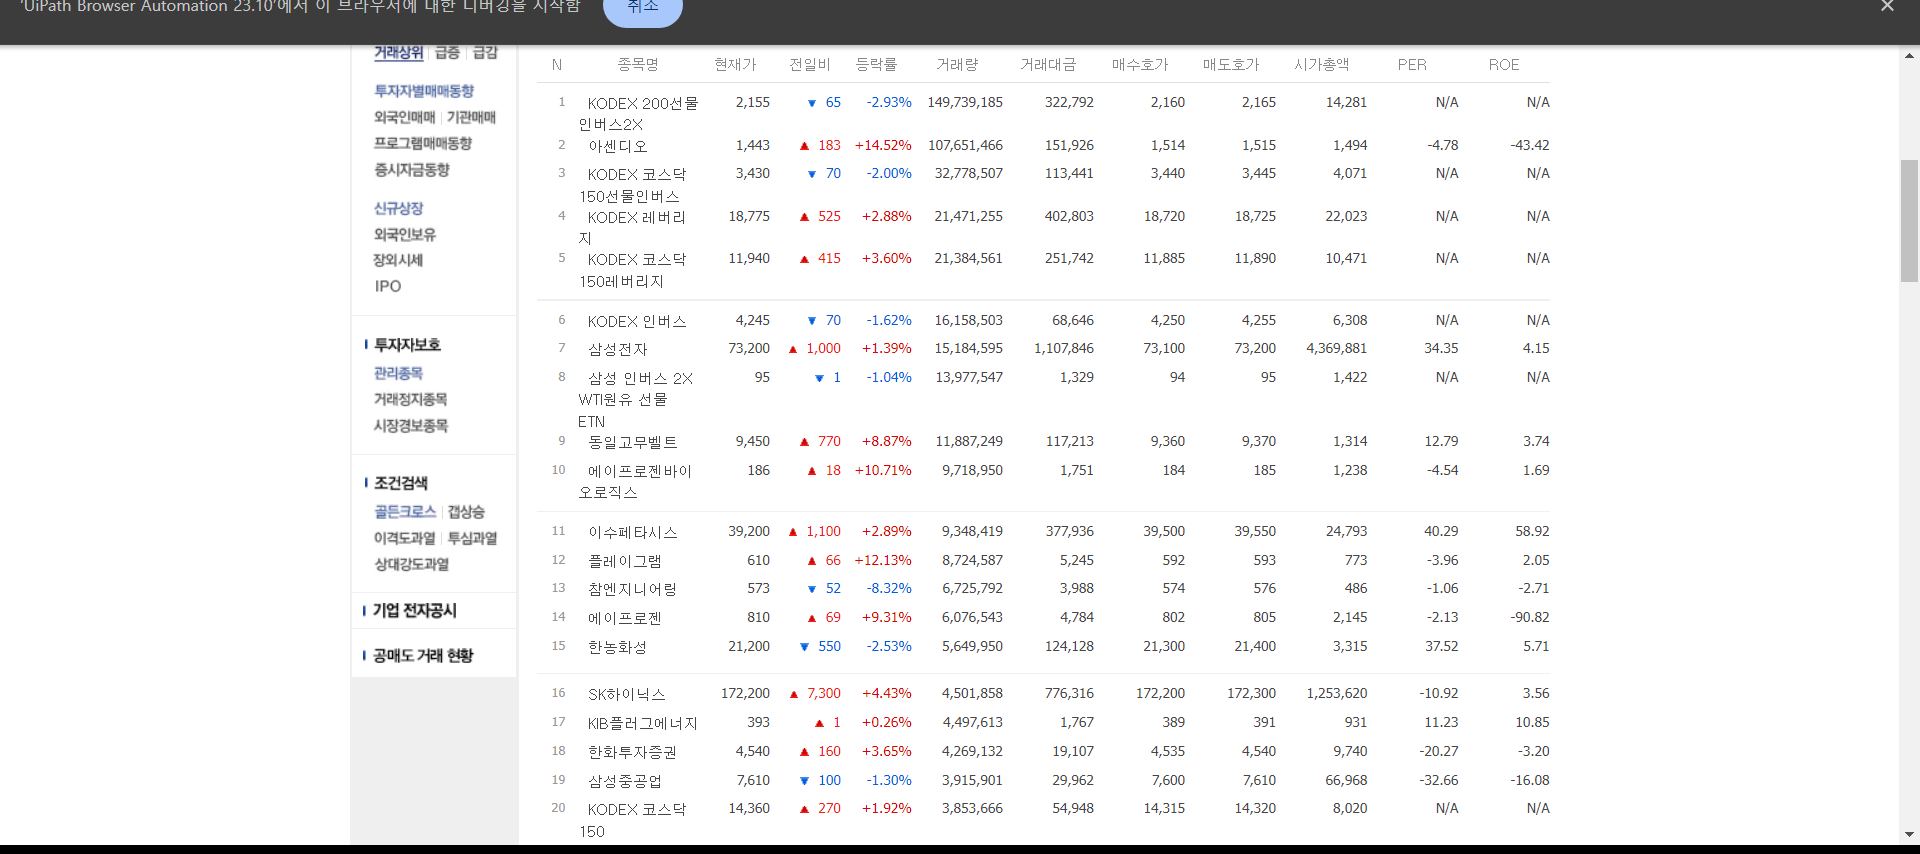 'UiPath Browser Automation 23.10'에서 이 브라우저에 대한 디버깅을 시작함 취소
거래상위 급증 급감
투자자별매매동향
외국인매매 기관매매
프로그램매매동향
증시자금동향
신규상장
외국인보유
장외시세
IPO
투자자보호
관리종목
거래정지종목
시장경보종목
조건검색
골든크로스 갭상승
이격도과열 투심과열
상대강도과열
기업 전자공시
공매도 거래 현황
N 종목명 현재가 전일비 등락률 거래량 거래대금 매수호가 매도호가 시가총액 PER ROE
1 KODEX 200선물 2,155 ▼ 65 -2.93% 149,739,185 322,792 2,160 2,165 14,281 N/A N/A
인버스2X
2 아센디오 1,443 ▲ 183 +14.52% 107,651,466 151,926 1,514 1,515 1,494 -4.78 -43.42
3 KODEX 코스닥 3,430 ▼ 70 -2.00% 32,778,507 113,441 3,440 3,445 4,071 N/A N/A
150선물인버스
4 KODEX 레버리 18,775 ▲ 525 +2.88% 21,471,255 402,803 18,720 18,725 22,023 N/A N/A
지
5 KODEX 코스닥 11,940 ▲ 415 +3.60% 21,384,561 251,742 11,885 11,890 10,471 N/A N/A
150레버리지
6 KODEX 인버스 4,245 ▼ 70 -1.62% 16,158,503 68,646 4,250 4,255 6,308 N/A N/A
7 삼성전자 73,200 ▲ 1,000 +1.39% 15,184,595 1,107,846 73,100 73,200 4,369,881 34.35 4.15
8 삼성 인버스 2X 95 ▼ 1 -1.04% 13,977,547 1,329 94 95 1,422 N/A N/A
WTI원유 선물
ETN
9 동일고무벨트 9,450 ▲ 770 +8.87% 11,887,249 117,213 9,360 9,370 1,314 12.79 3.74
10 에이프로젠바이 186 ▲ 18 +10.71% 9,718,950 1,751 184 185 1,238 -4.54 1.69
오로직스
11 이수페타시스 39,200 ▲ 1,100 +2.89% 9,348,419 377,936 39,500 39,550 24,793 40.29 58.92
12 플레이그램 610 ▲ 66 +12.13% 8,724,587 5,245 592 593 773 -3.96 2.05
13 참엔지니어링 573 ▼ 52 -8.32% 6,725,792 3,988 574 576 486 -1.06 -2.71
14 에이프로젠 810 ▲ 69 +9.31% 6,076,543 4,784 802 805 2,145 -2.13 -90.82
15 한농화성 21,200 ▼ 550 -2.53% 5,649,950 124,128 21,300 21,400 3,315 37.52 5.71
16 SK하이닉스 172,200 ▲ 7,300 +4.43% 4,501,858 776,316 172,200 172,300 1,253,620 -10.92 3.56
17 KIB플러그에너지 393 ▲ 1 +0.26% 4,497,613 1,767 389 391 931 11.23 10.85
18 한화투자증권 4,540 ▲ 160 +3.65% 4,269,132 19,107 4,535 4,540 9,740 -20.27 -3.20
19 삼성중공업 7,610 ▼ 100 -1.30% 3,915,901 29,962 7,600 7,610 66,968 -32.66 -16.08
20 KODEX 코스닥 14,360 ▲ 270 +1.92% 3,853,666 54,948 14,315 14,320 8,020 N/A N/A
150